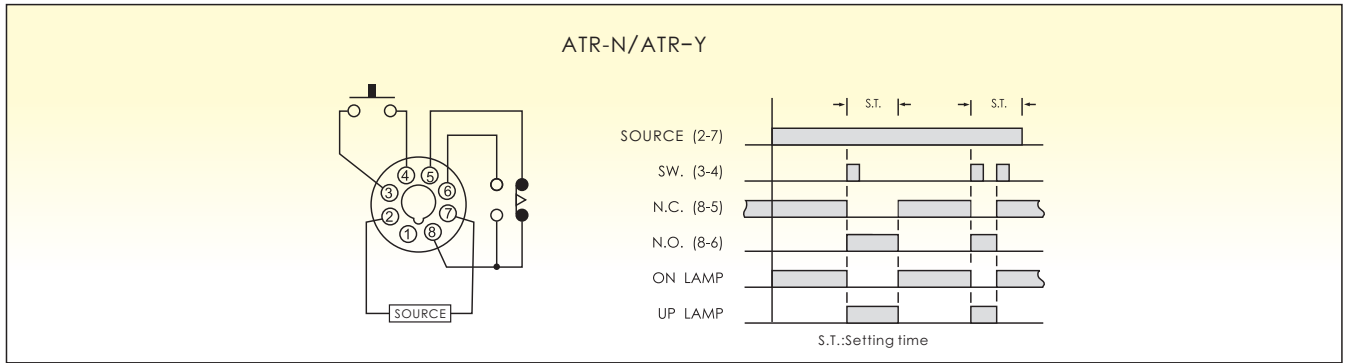 ATR-N/ATR-Y
S.T. S.T.
SOURCE (2-7)
SW. (3-4)
N.C. (8-5)
N.O. (8-6)
ON LAMP
UP LAMP
S.T.:Setting time
4 5
3 6
2 7
1 8
SOURCE